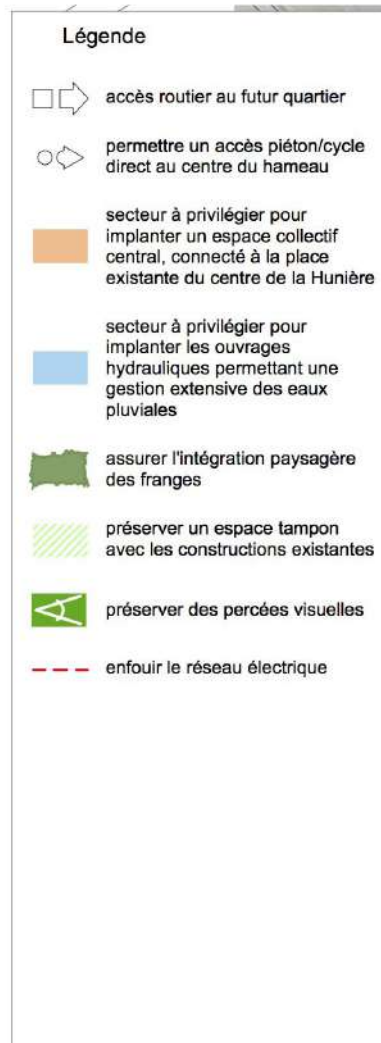 Légende
accès routier au futur quartier
permettre un accès piéton/cycle
direct au centre du hameau
secteur à privilégier pour
implanter un espace collectif
central, connecté à la place
existante du centre de la Hunière
secteur à privilégier pour
implanter les ouvrages
hydrauliques permettant une
gestion extensive des eaux
pluviales
assurer l'intégration paysagère
des franges
préserver un espace tampon
avec les constructions existantes
préserver des percées visuelles
enfouir le réseau électrique